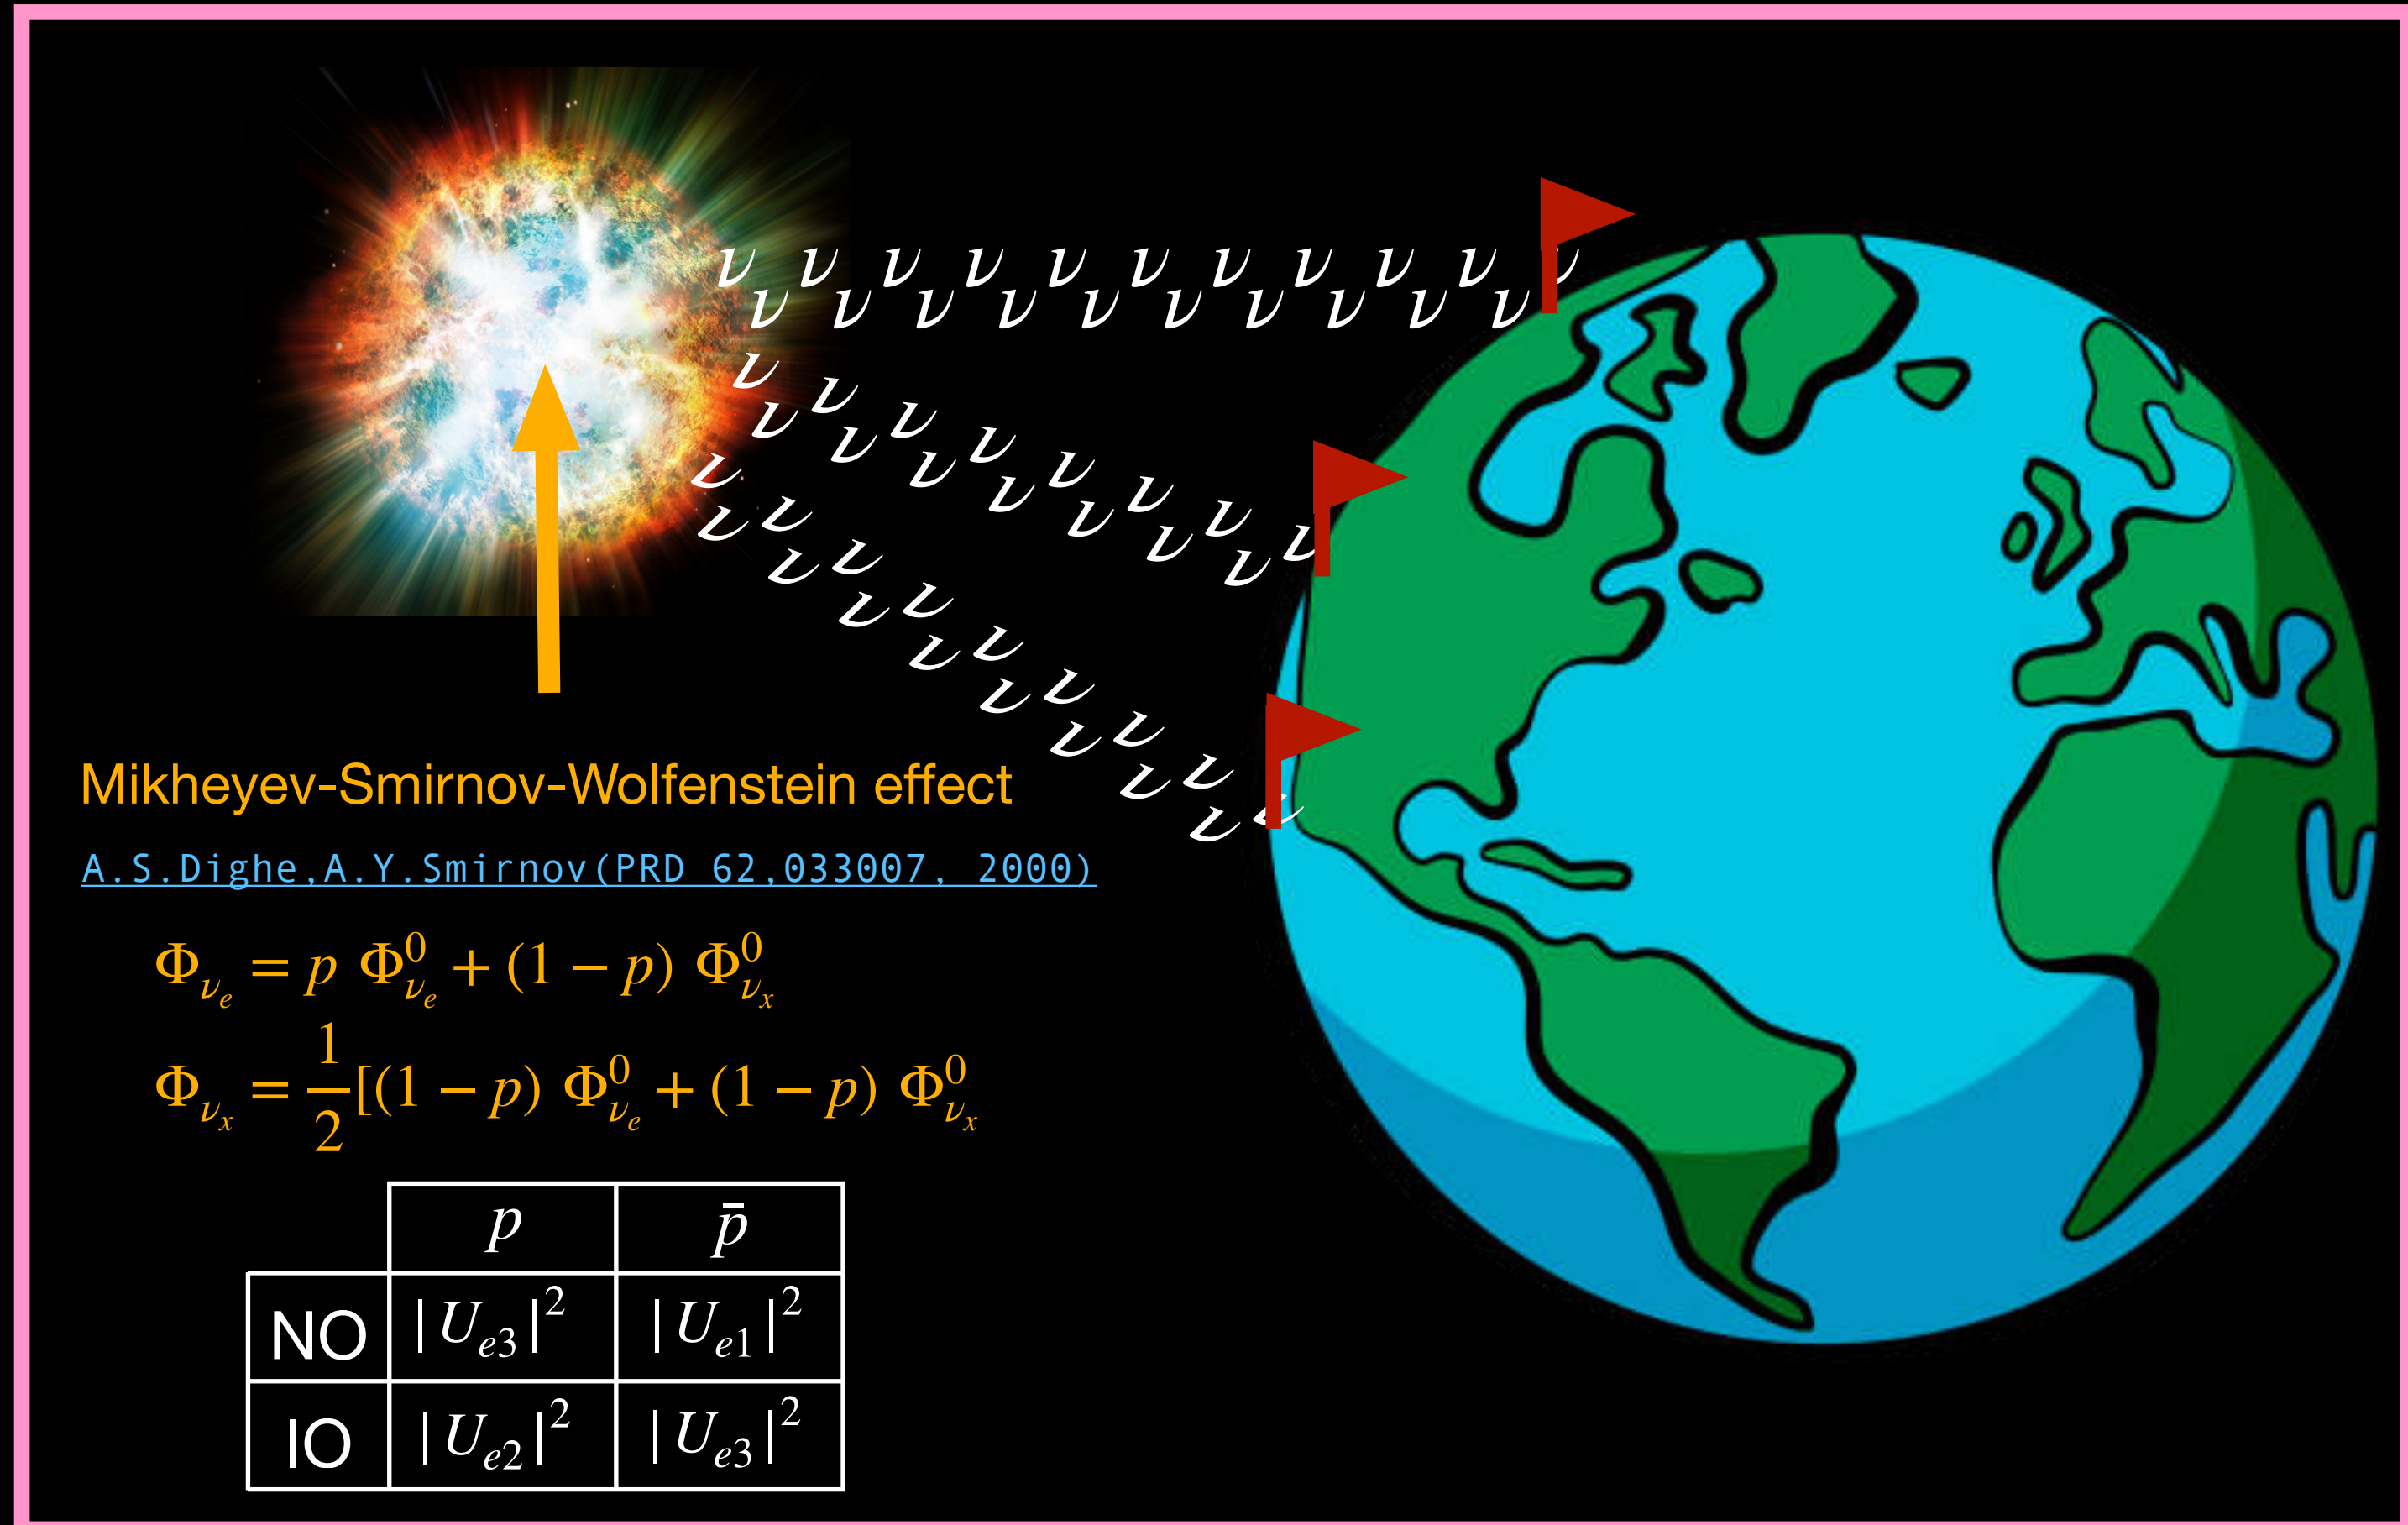 ν ν ν ν ν ν ν ν ν ν ν
ν ν ν ν ν ν ν ν ν ν
ν ν ν ν ν ν ν ν
ν ν ν ν ν ν ν
ν ν ν ν ν ν ν ν ν
ν ν ν ν ν ν ν ν
Mikheyev-Smirnov-Wolfenstein effect
A.S.Dighe,A.Y.Smirnov(PRD 62,033007, 2000)
Φ_{ν_e} = p Φ^0_{ν_e} + (1 − p) Φ^0_{ν_x}
Φ_{ν_x} = \frac{1}{2}[(1 − p) Φ^0_{ν_e} + (1 − p) Φ^0_{ν_x}
p p̄
NO |U_{e3}|^2 |U_{e1}|^2
IO |U_{e2}|^2 |U_{e3}|^2